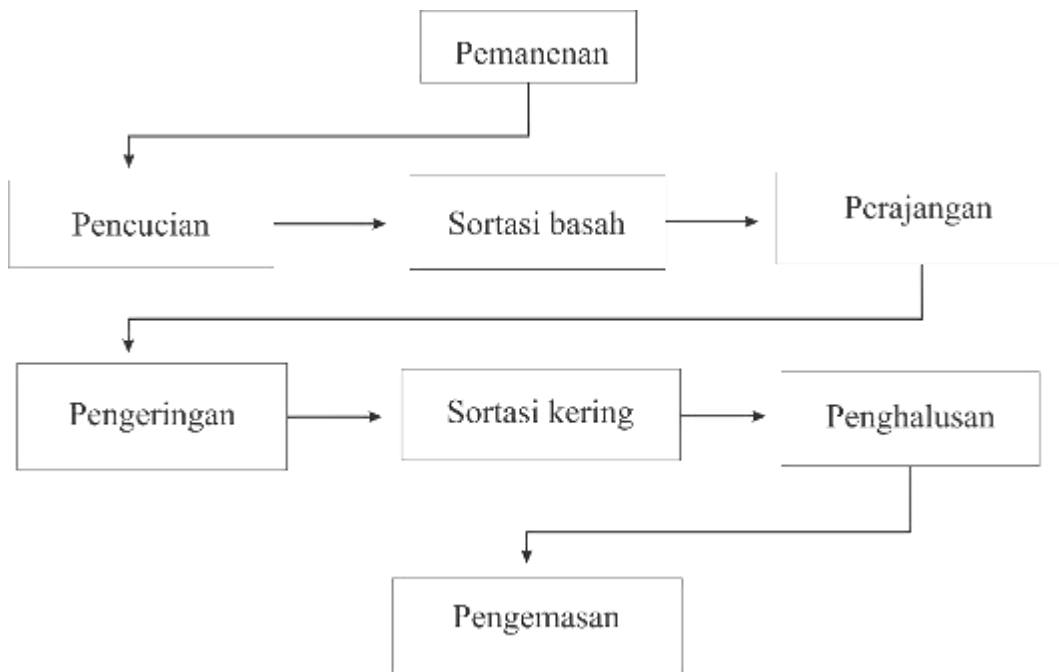 Pemanenan
Pencucian
Sortasi basah
Perajangan
Pengeringan
Sortasi kering
Penghalusan
Pengemasan